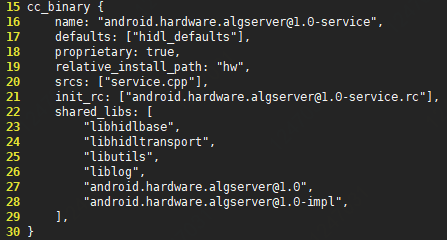 15 cc_binary {
16     name: "android.hardware.algserver@1.0-service",
17     defaults: ["hidl_defaults"],
18     proprietary: true,
19     relative_install_path: "hw",
20     srcs: ["service.cpp"],
21     init_rc: ["android.hardware.algserver@1.0-service.rc"],
22     shared_libs: [
23         "libhidlbase",
24         "libhidltransport",
25         "libutils",
26         "liblog",
27         "android.hardware.algserver@1.0",
28         "android.hardware.algserver@1.0-impl",
29     ],
30 }